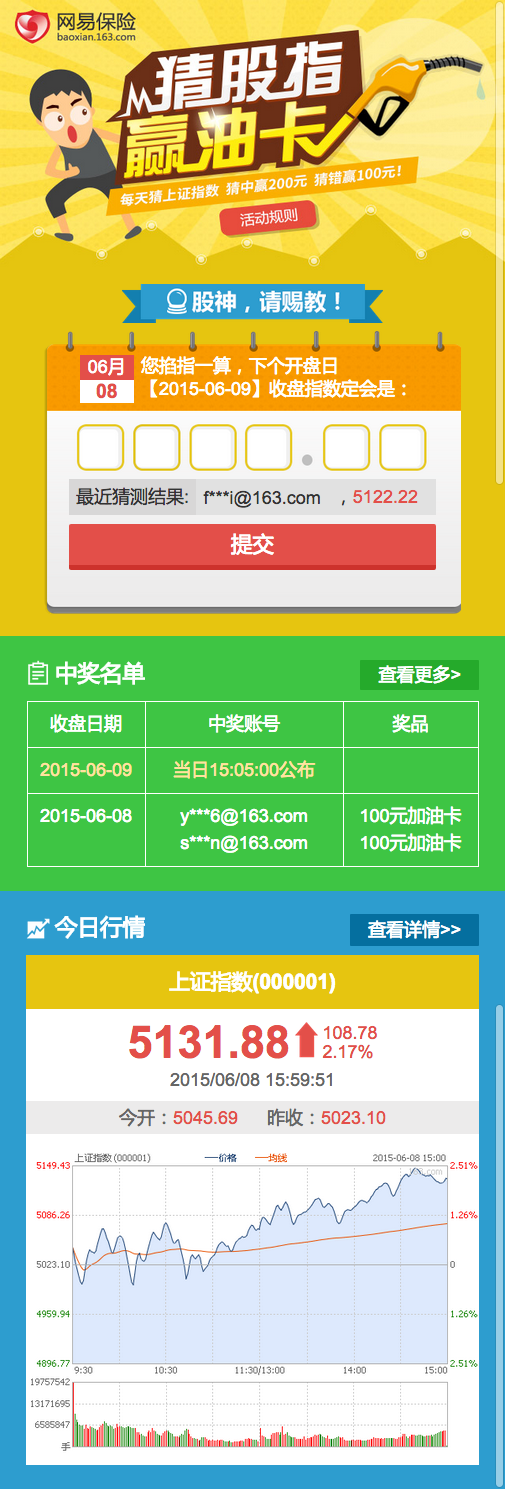 网易保险
baoxian.163.com
猜股指
赢油卡
每天猜上证指数 猜中赢200元 猜错赢100元！
活动规则
股神，请赐教！
06月
08
您掐指一算，下个开盘日
【2015-06-09】收盘指数定会是：
最近猜测结果: f***i@163.com ，5122.22
提交
中奖名单 查看更多>
收盘日期 中奖账号 奖品
2015-06-09 当日15:05:00公布
2015-06-08 y***6@163.com 100元加油卡
s***n@163.com 100元加油卡
今日行情 查看详情>>
上证指数(000001)
5131.88 108.78
2.17%
2015/06/08 15:59:51
今开：5045.69 昨收：5023.10
上证指数 (000001) 价格 均线 2015-06-08 15:00
5149.43 2.51%
163.com
5086.26 1.26%
5023.10 0
4959.94 1.26%
4896.77 2.51%
9:30 10:30 11:30/13:00 14:00 15:00
19757542
13171695
6585847
手